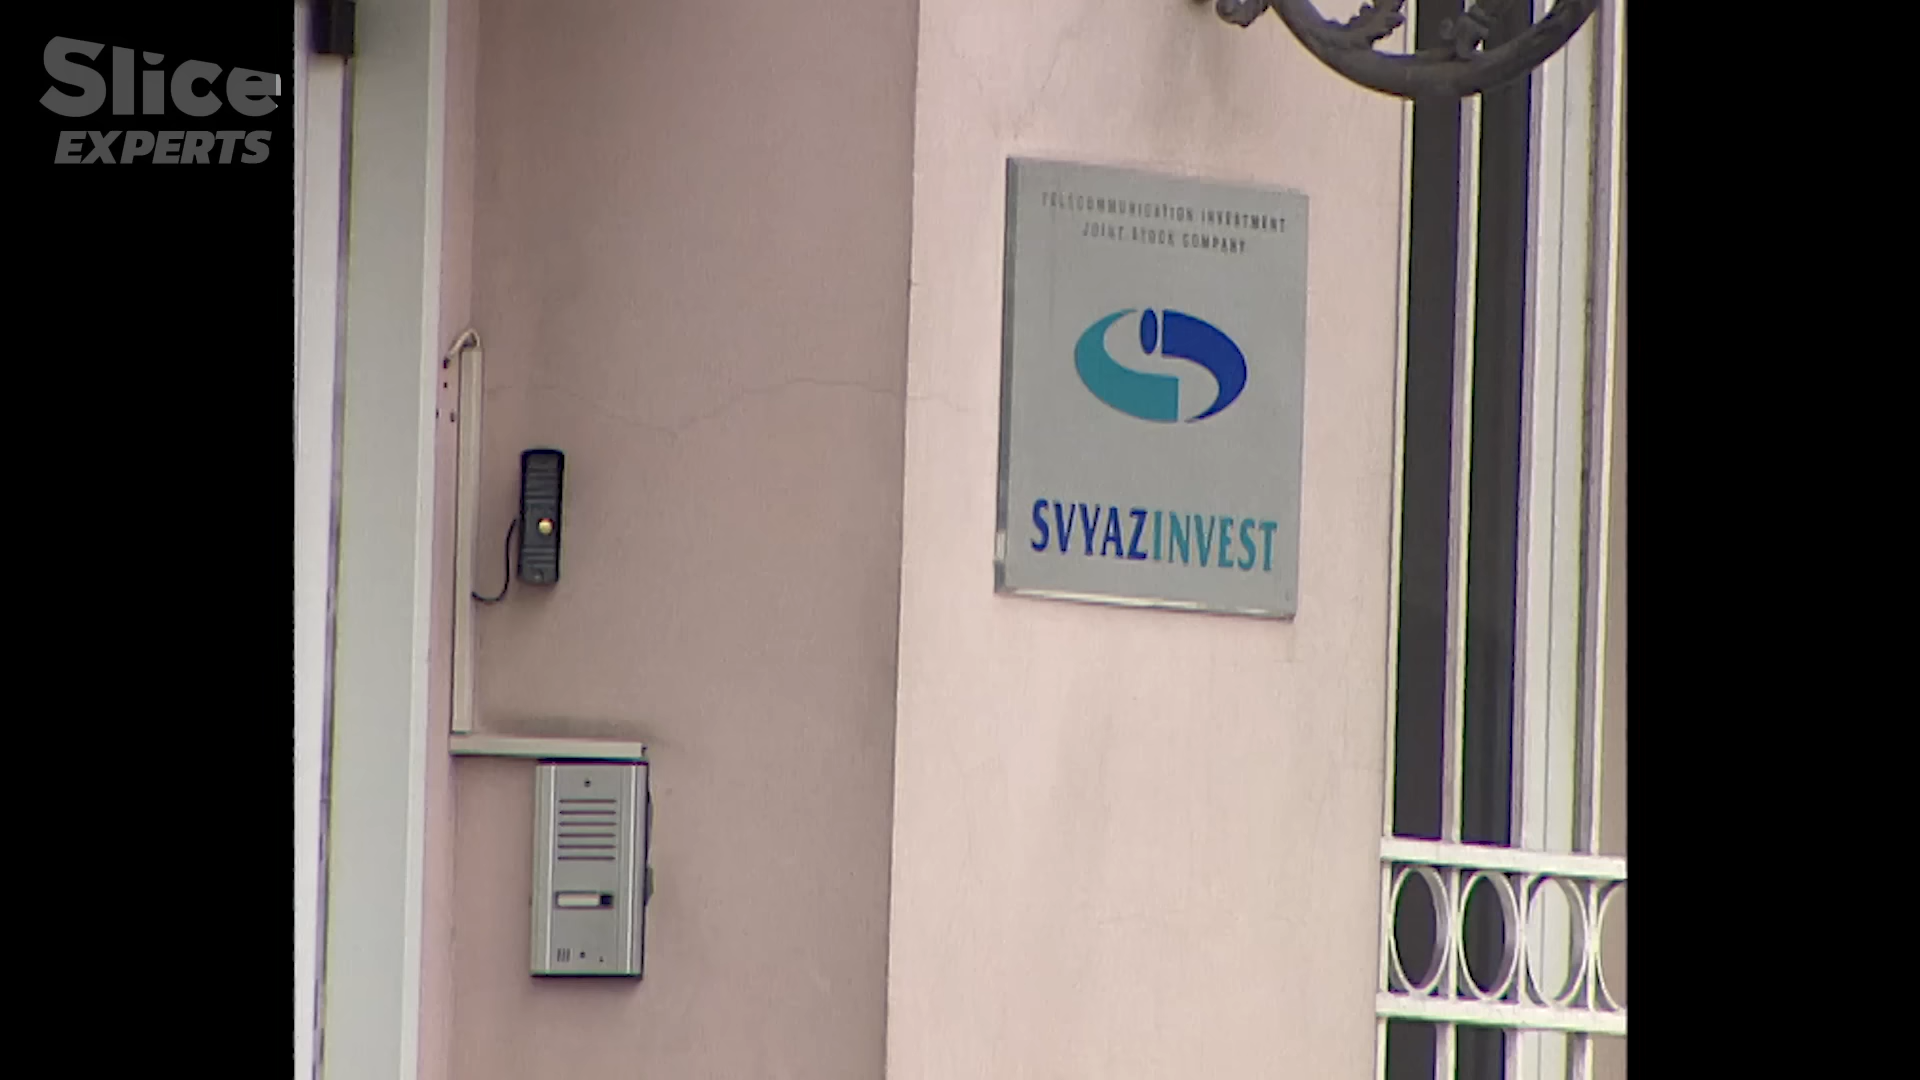 Slice
EXPERTS
TELECOMMUNICATION INVESTMENT
JOINT STOCK COMPANY
SVYAZINVEST